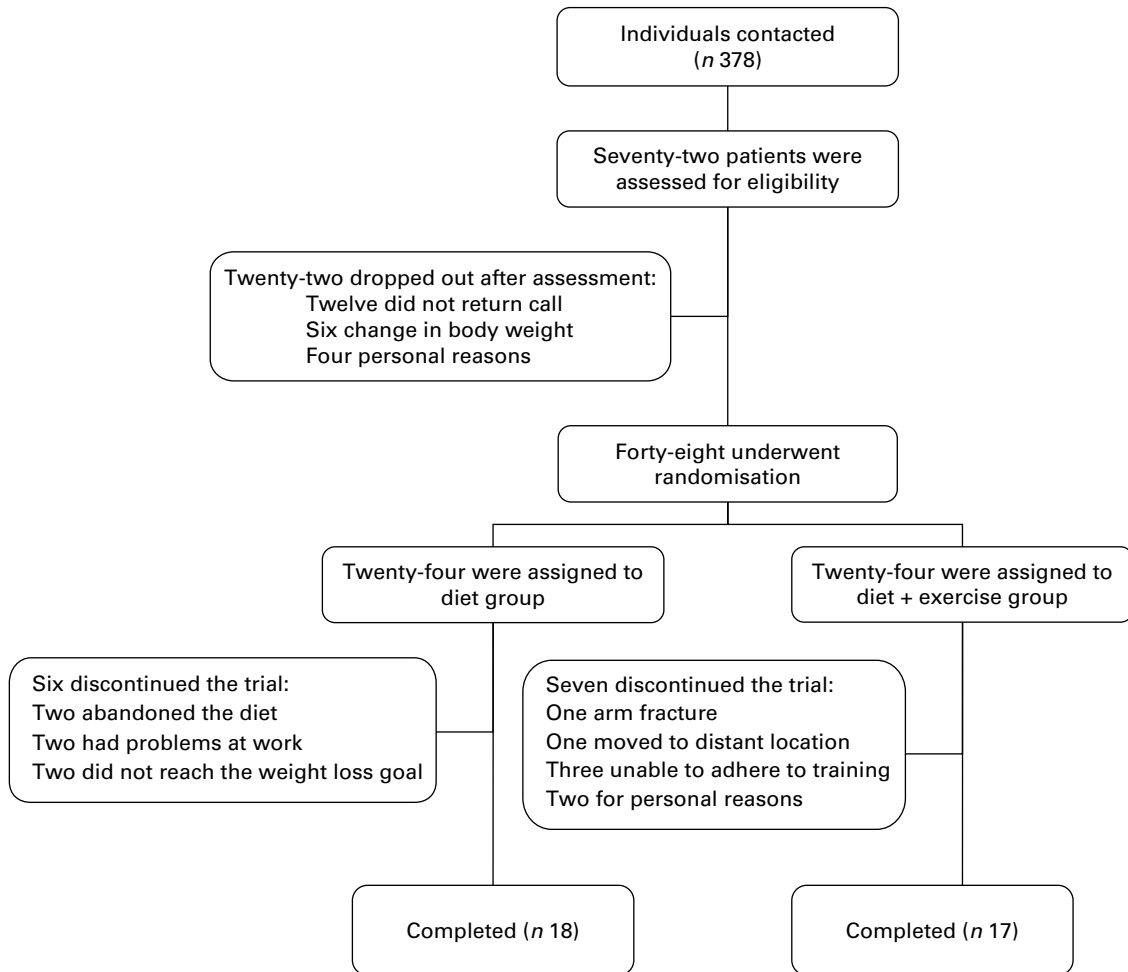 Individuals contacted
(n 378)
Seventy-two patients were
assessed for eligibility
Twenty-two dropped out after assessment:
Twelve did not return call
Six change in body weight
Four personal reasons
Forty-eight underwent
randomisation
Twenty-four were assigned to
diet group
Twenty-four were assigned to
diet + exercise group
Six discontinued the trial:
Two abandoned the diet
Two had problems at work
Two did not reach the weight loss goal
Seven discontinued the trial:
One arm fracture
One moved to distant location
Three unable to adhere to training
Two for personal reasons
Completed (n 18)
Completed (n 17)